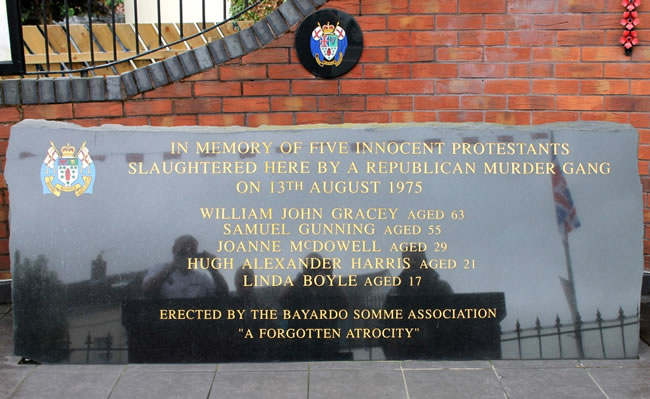 IN MEMORY OF FIVE INNOCENT PROTESTANTS
SLAUGHTERED HERE BY A REPUBLICAN MURDER GANG
ON 13TH AUGUST 1975
WILLIAM JOHN GRACEY AGED 63
SAMUEL GUNNING AGED 55
JOANNE McDOWELL AGED 29
HUGH ALEXANDER HARRIS AGED 21
LINDA BOYLE AGED 17
ERECTED BY THE BAYARDO SOMME ASSOCIATION
"A FORGOTTEN ATROCITY"